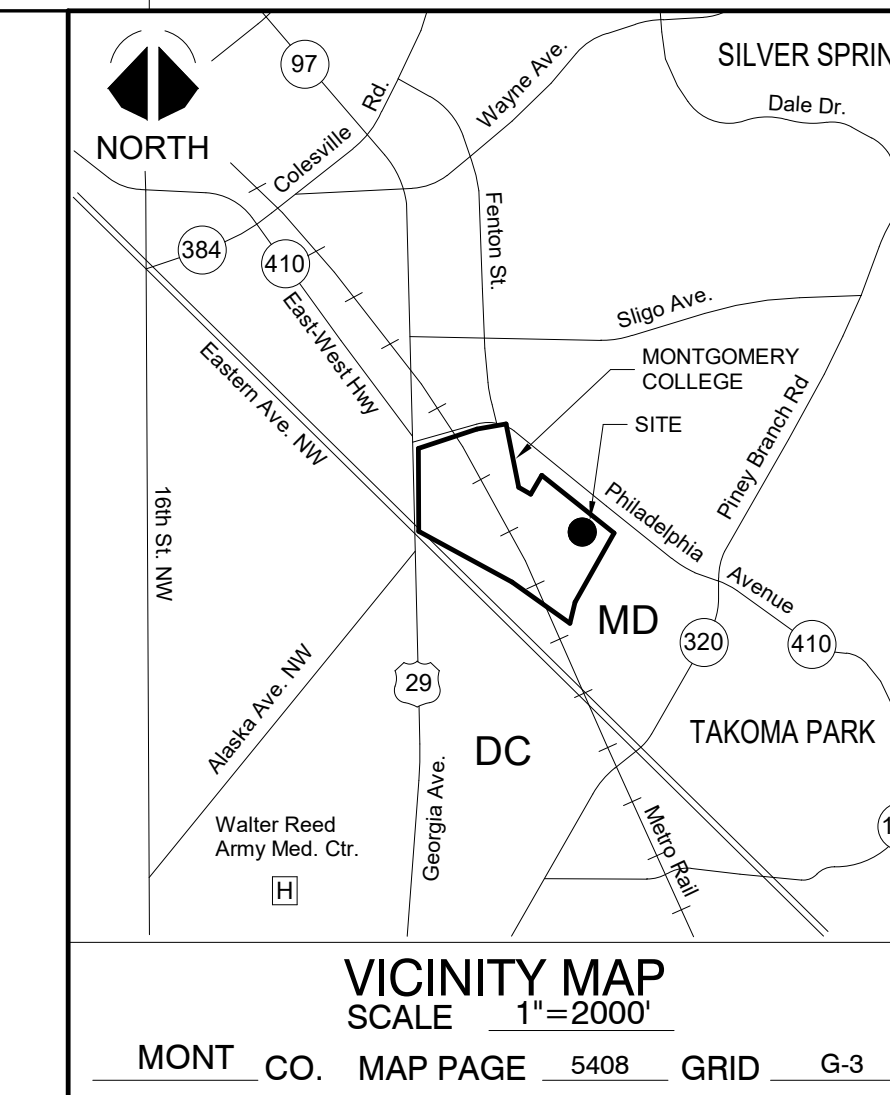 97
SILVER SPRIN
Wayne Ave.
Rd.
Dale Dr.
NORTH
Colesville
Fenton St.
384
410
East-West Hwy
Sligo Ave.
Eastern Ave. NW
MONTGOMERY
COLLEGE
SITE
Piney Branch Rd
16th St. NW
Philadelphia
Avenue
MD
320
410
29
Alaska Ave. NW
DC
TAKOMA PARK
Georgia Ave.
Walter Reed
Army Med. Ctr.
Metro Rail
1
H
VICINITY MAP
SCALE 1"=2000'
MONT CO. MAP PAGE 5408 GRID G-3